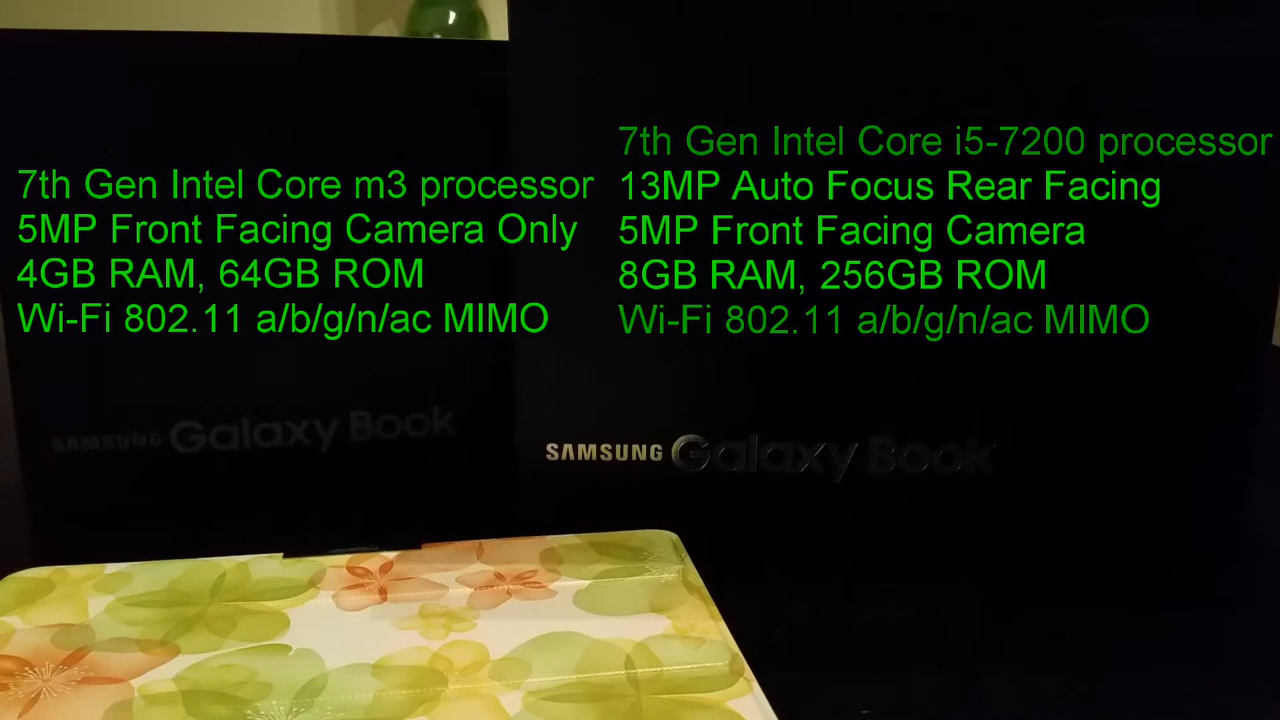 7th Gen Intel Core m3 processor
5MP Front Facing Camera Only
4GB RAM, 64GB ROM
Wi-Fi 802.11 a/b/g/n/ac MIMO
SAMSUNG Galaxy Book
7th Gen Intel Core i5-7200 processor
13MP Auto Focus Rear Facing
5MP Front Facing Camera
8GB RAM, 256GB ROM
Wi-Fi 802.11 a/b/g/n/ac MIMO
SAMSUNG Galaxy Book